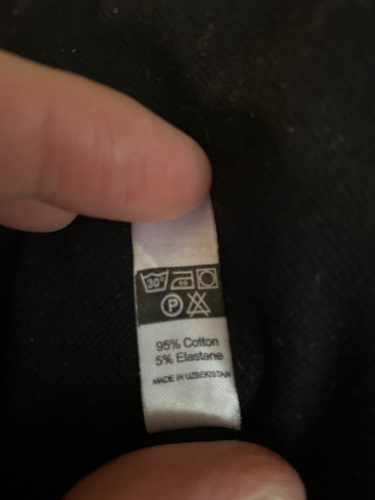 30°
P
95% Cotton
5% Elastane
MADE IN UZBEKISTAN